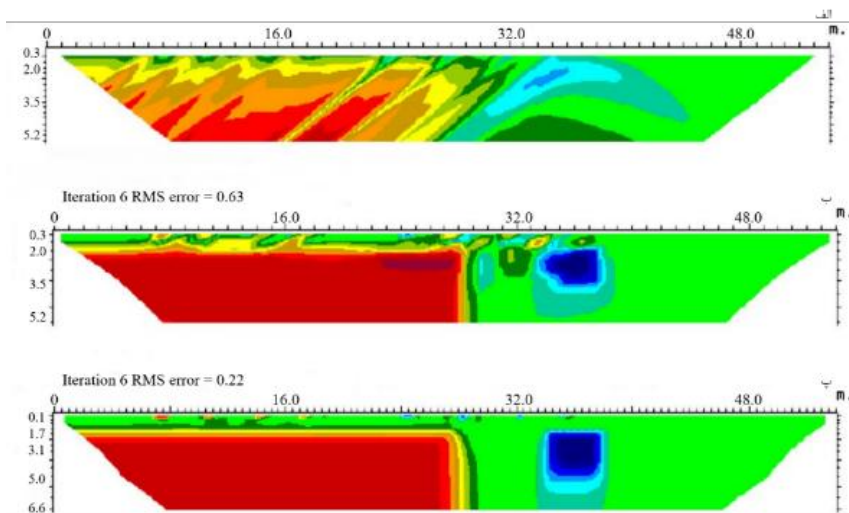 الف
0 16.0 32.0 48.0 m.
0.3
2.0
3.5
5.2
Iteration 6 RMS error = 0.63
ب
0 16.0 32.0 48.0 m.
0.3
2.0
3.5
5.2
Iteration 6 RMS error = 0.22
0 16.0 32.0 48.0 m.
0.1
1.7
3.1
5.0
6.6